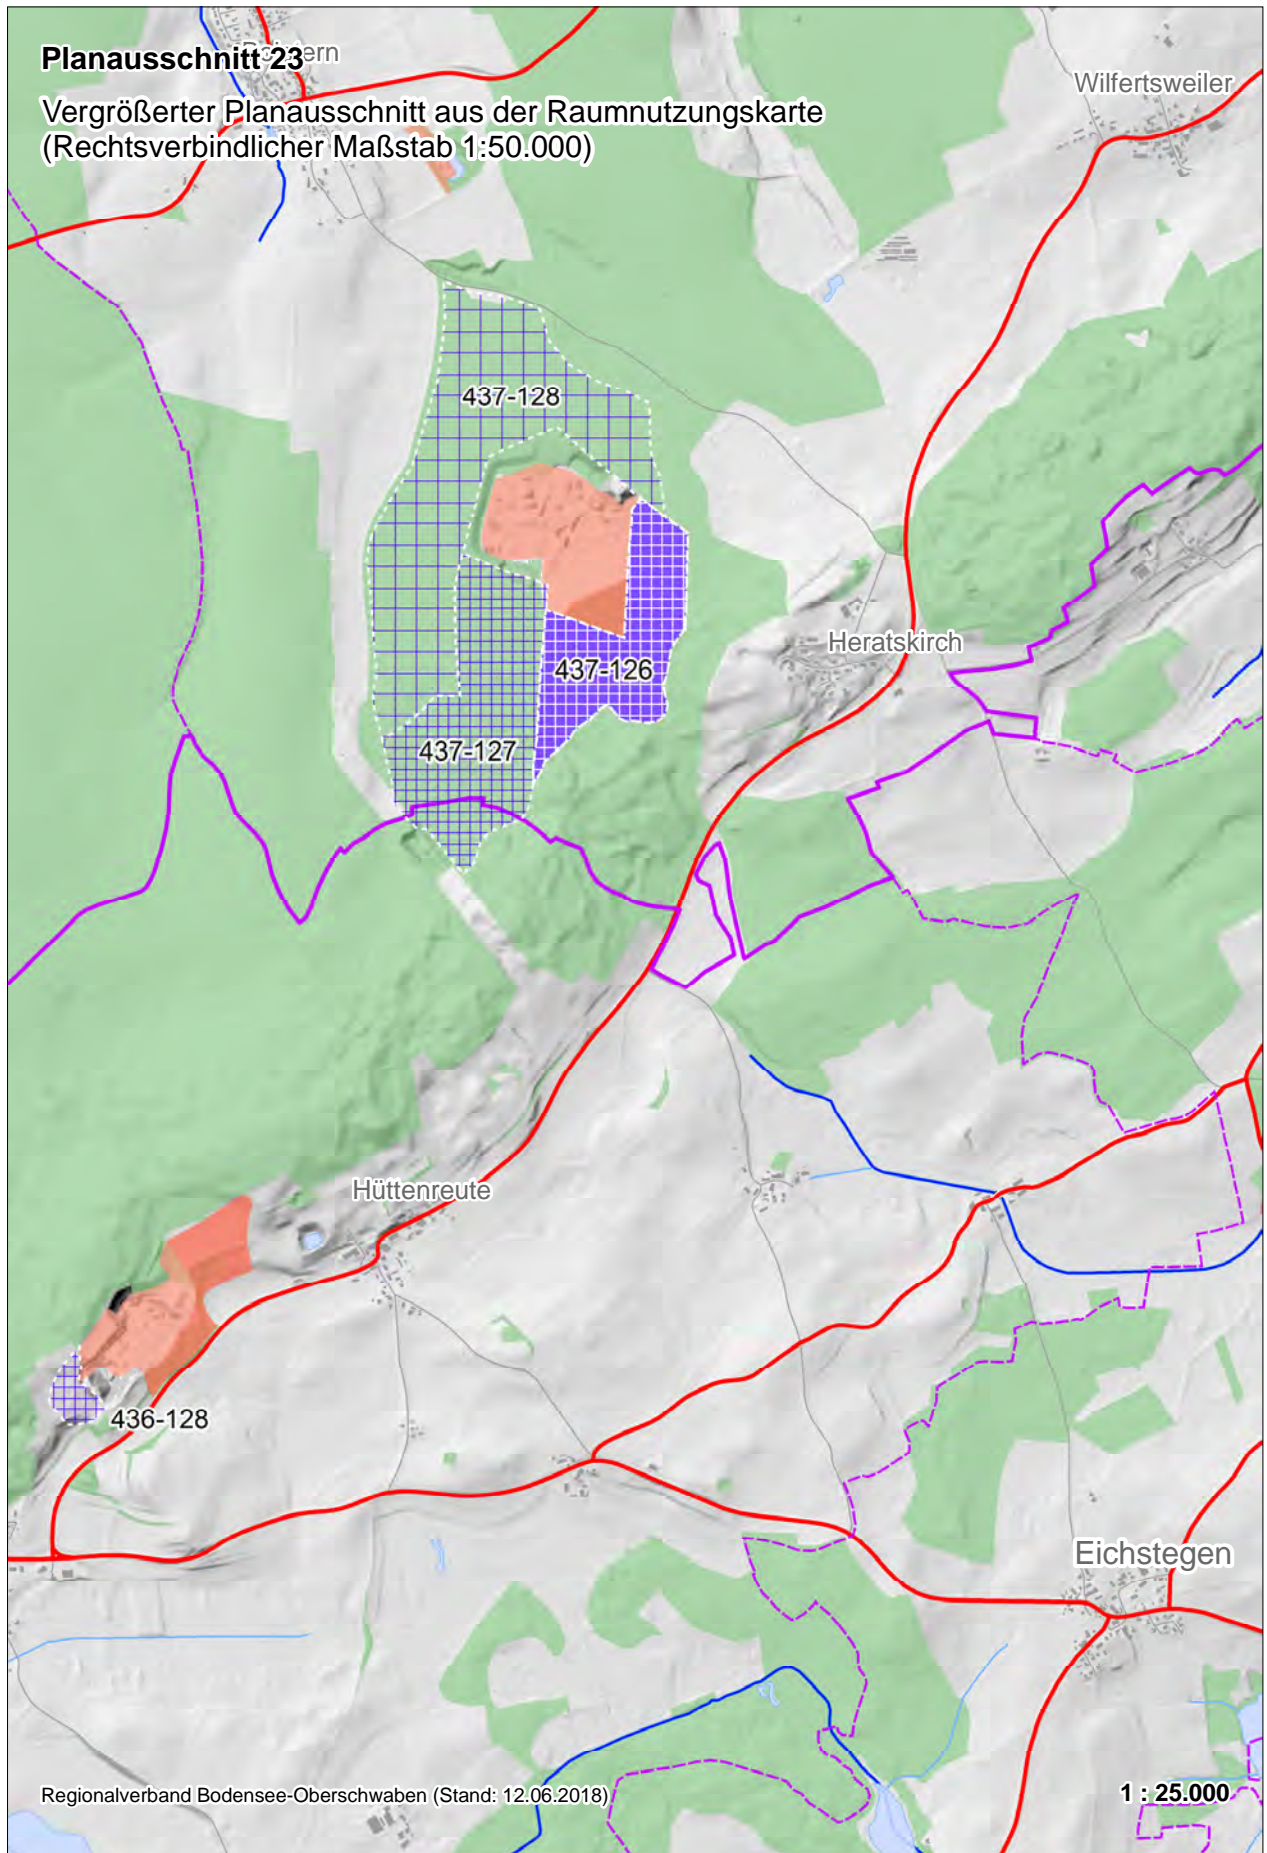 Planausschnitt 23
Vergrößerter Planausschnitt aus der Raumnutzungskarte
(Rechtsverbindlicher Maßstab 1:50.000)
Wilfertsweiler
437-128
Heratskirch
437-126
437-127
Hüttenreute
436-128
Eichstegen
Regionalverband Bodensee-Oberschwaben (Stand: 12.06.2018)
1 : 25.000